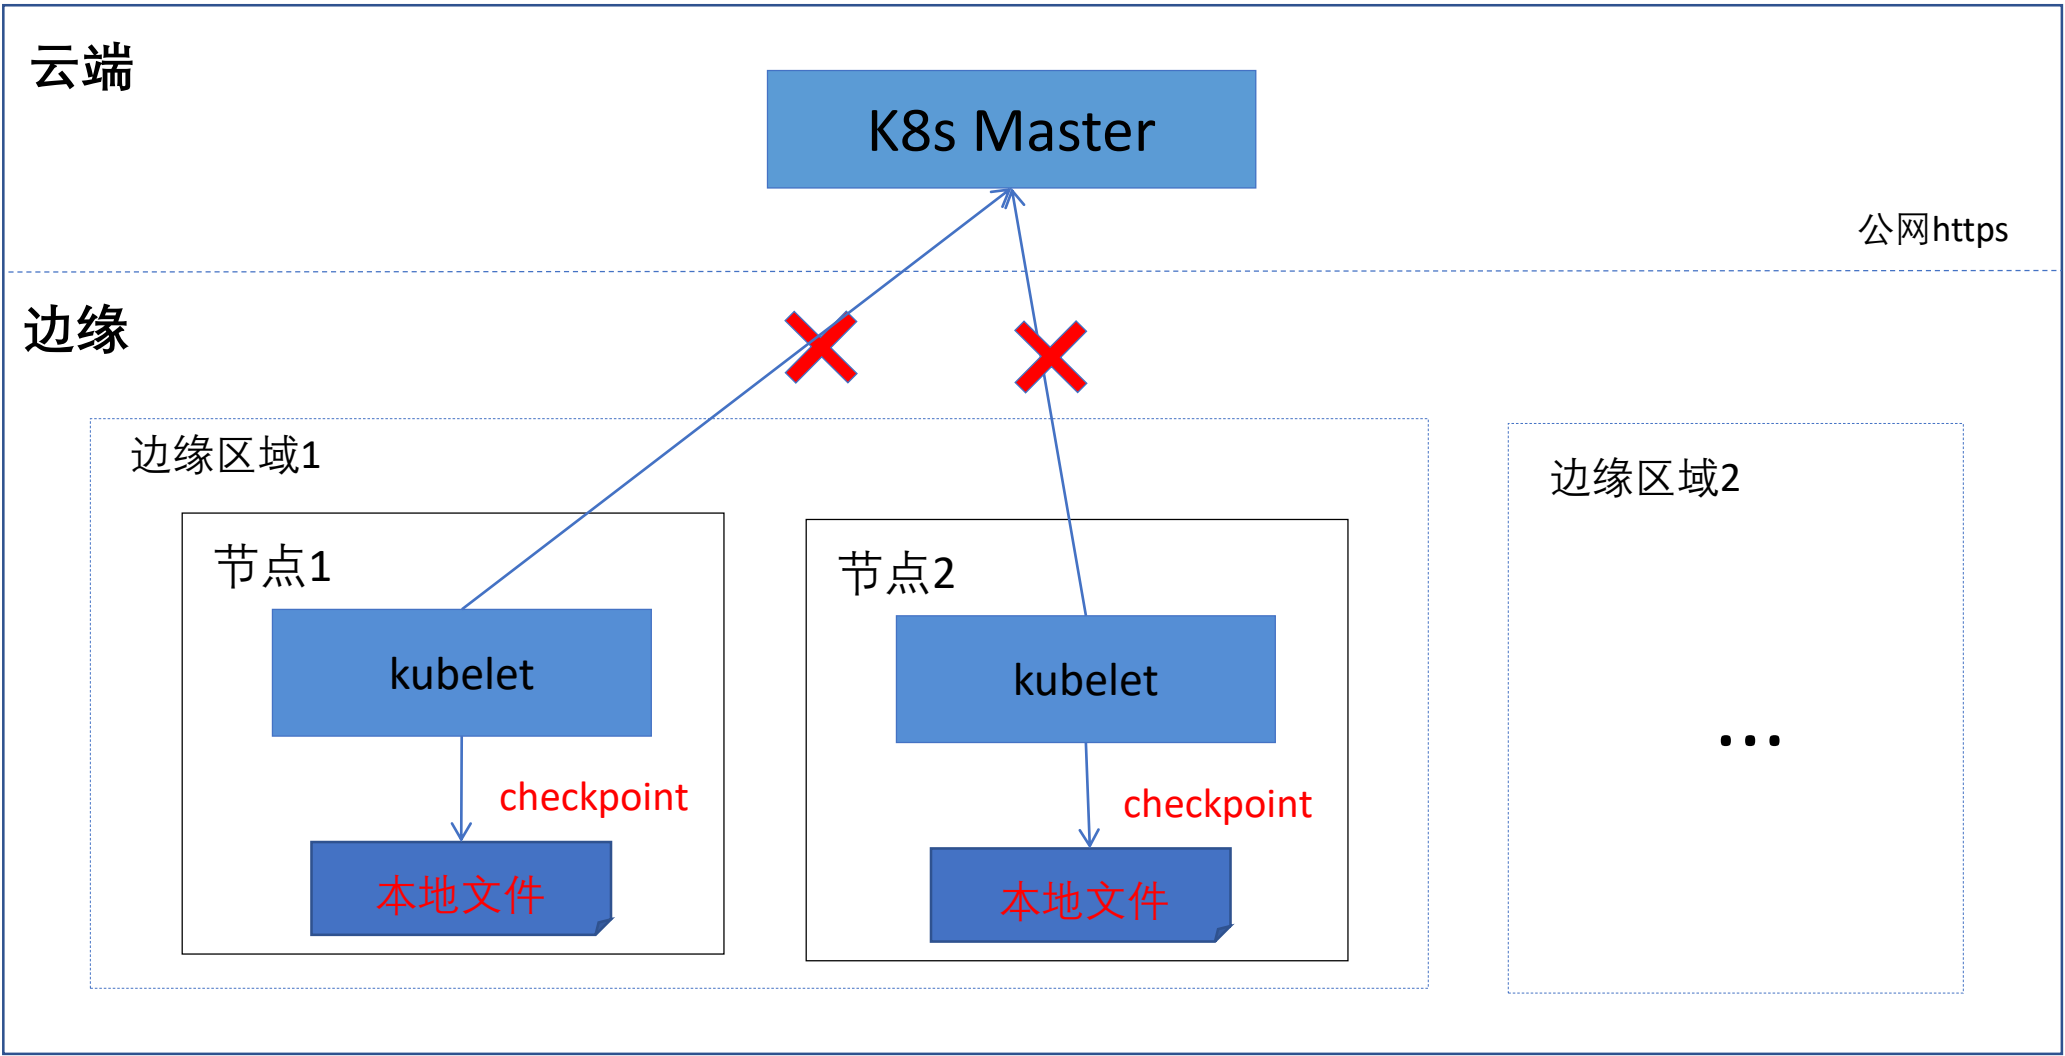 云端
K8s Master
公网https
边缘
边缘区域1
边缘区域2
节点1
节点2
kubelet
kubelet
...
checkpoint
checkpoint
本地文件
本地文件